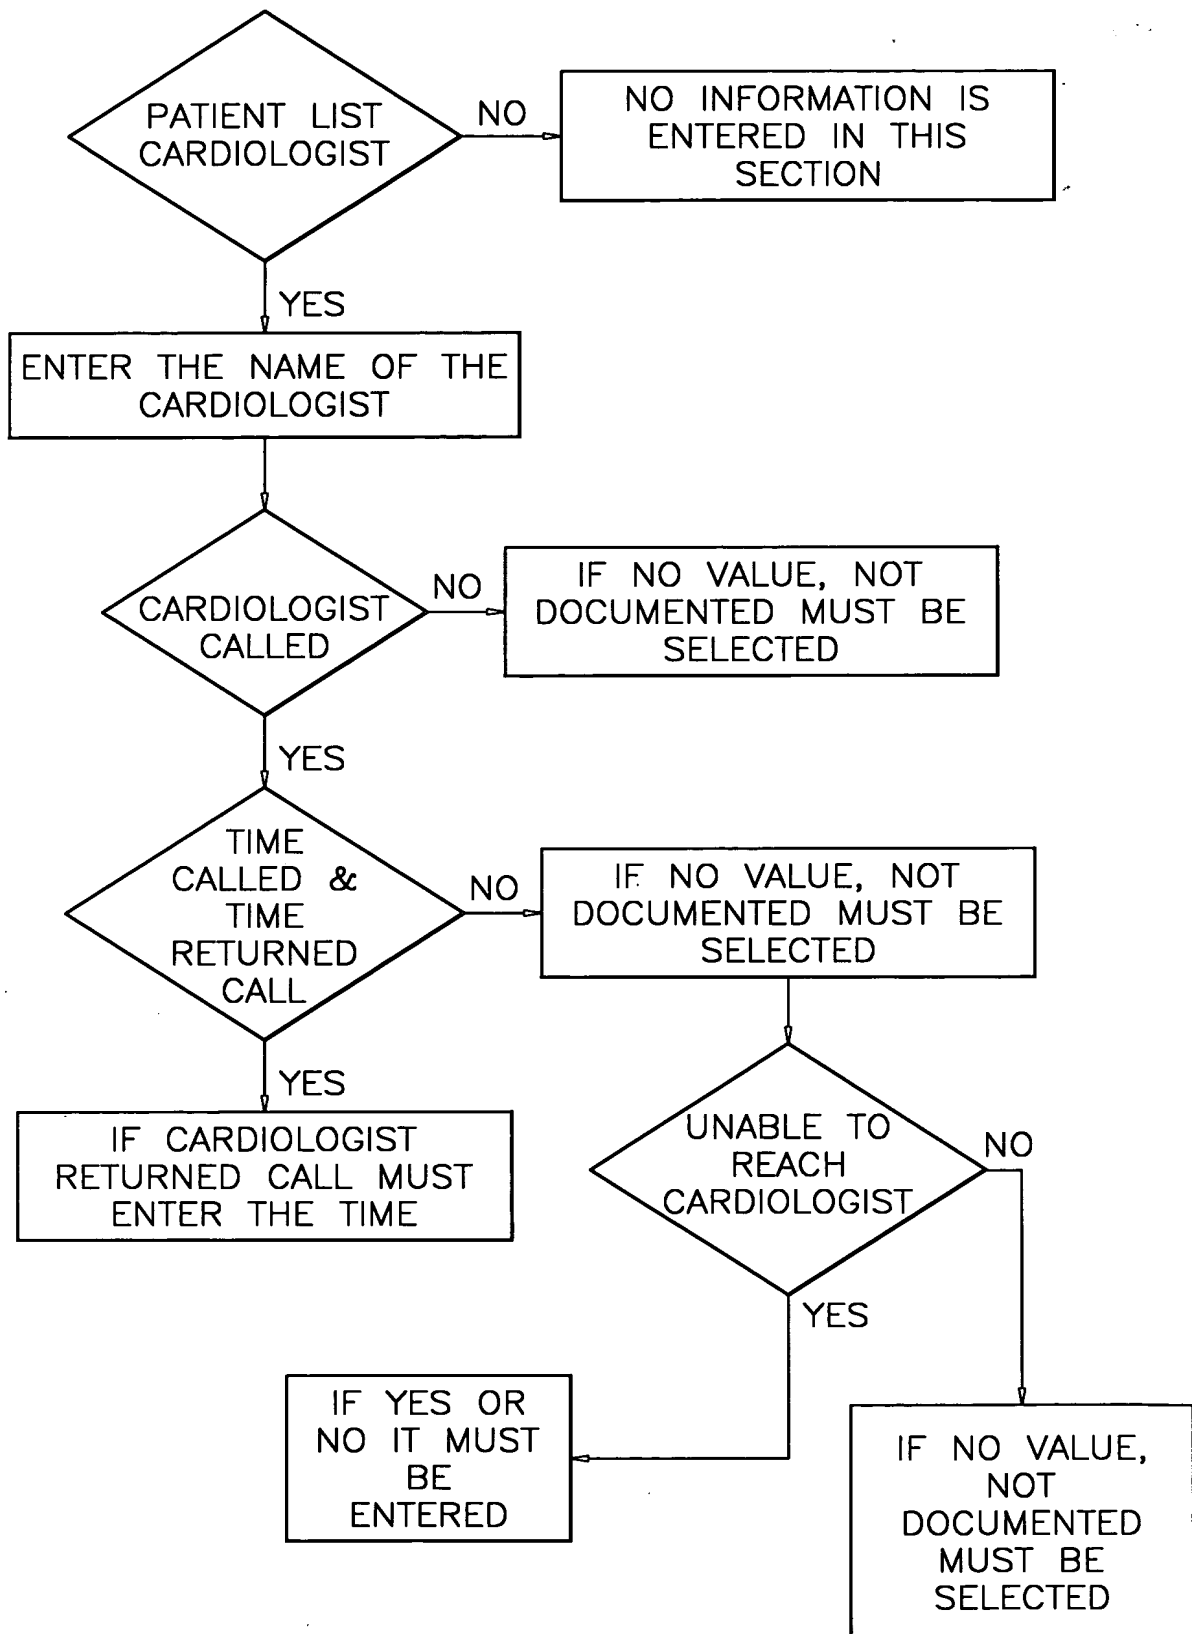 PATIENT LIST
CARDIOLOGIST
NO
NO INFORMATION IS
ENTERED IN THIS
SECTION
YES
ENTER THE NAME OF THE
CARDIOLOGIST
CARDIOLOGIST
CALLED
NO
IF NO VALUE, NOT
DOCUMENTED MUST BE
SELECTED
YES
TIME
CALLED &
TIME
RETURNED
CALL
NO
IF NO VALUE, NOT
DOCUMENTED MUST BE
SELECTED
YES
IF CARDIOLOGIST
RETURNED CALL MUST
ENTER THE TIME
UNABLE TO
REACH
CARDIOLOGIST
NO
YES
IF YES OR
NO IT MUST
BE
ENTERED
IF NO VALUE,
NOT
DOCUMENTED
MUST BE
SELECTED